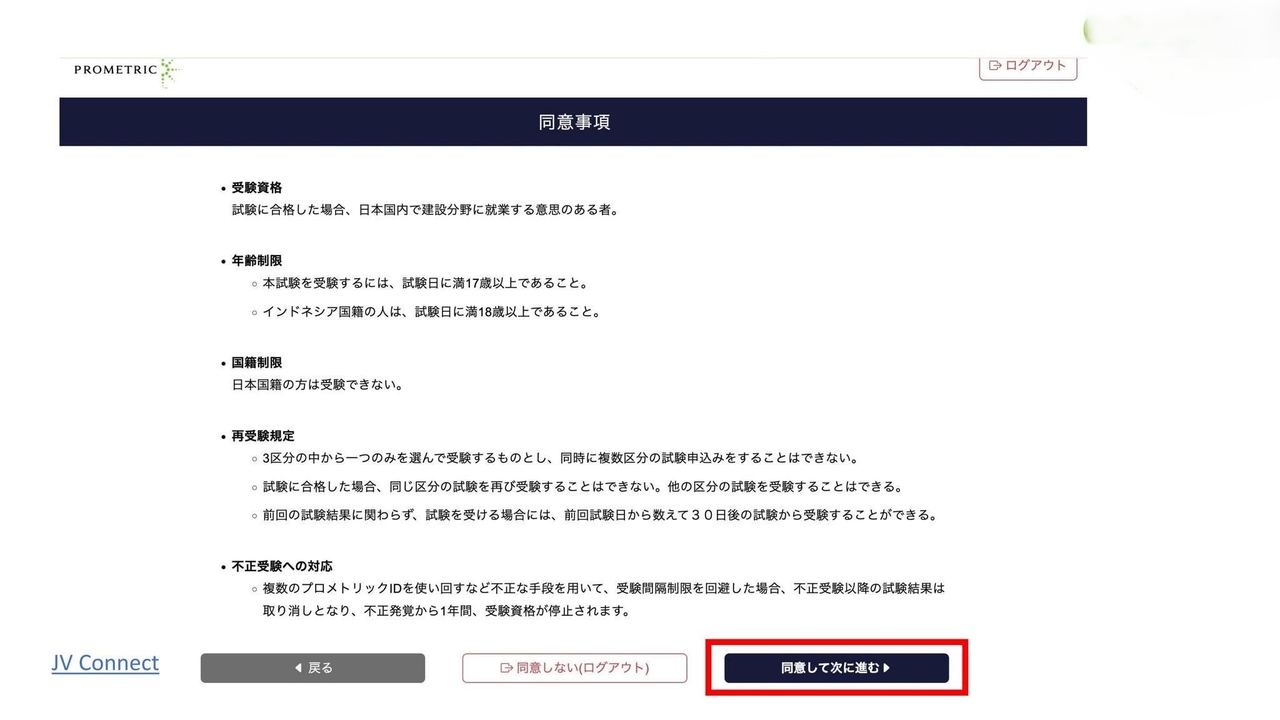 PROMETRIC
ログアウト
同意事項
• 受験資格
試験に合格した場合、日本国内で建設分野に就業する意思のある者。
• 年齢制限
○ 本試験を受験するには、試験日に満17歳以上であること。
○ インドネシア国籍の人は、試験日に満18歳以上であること。
• 国籍制限
日本国籍の方は受験できない。
• 再受験規定
○ 3区分の中から一つのみを選んで受験するものとし、同時に複数区分の試験申込みをすることはできない。
○ 試験に合格した場合、同じ区分の試験を再び受験することはできない。他の区分の試験を受験することはできる。
○ 前回の試験結果に関わらず、試験を受ける場合には、前回試験日から数えて３０日後の試験から受験することができる。
• 不正受験への対応
○ 複数のプロメトリックIDを使い回すなど不正な手段を用いて、受験間隔制限を回避した場合、不正受験以降の試験結果は
取り消しとなり、不正発覚から1年間、受験資格が停止されます。
JV Connect
戻る
同意しない(ログアウト)
同意して次に進む